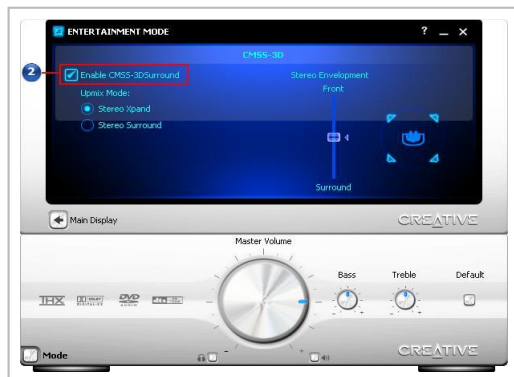 ENTERTAINMENT MODE
? _ X
CMSS-3D
2
Enable CMSS-3DSurround
Stereo Envelopment
Upmix Mode:
Front
Stereo Xpand
Stereo Surround
Surround
Main Display
CREATIVE
Master Volume
Bass
Treble
Default
THX
DVD
AUDIO
- +
Mode
CREATIVE